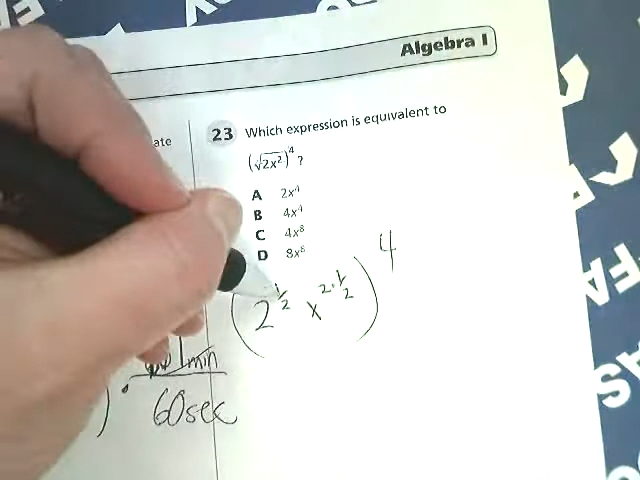 Algebra I
ate
23 Which expression is equivalent to
(√2x²)⁴ ?
A 2x⁴
B 4x⁴
C 4x⁸
D 8x⁸
(2^½ x^2·½)^4
1min
60sec